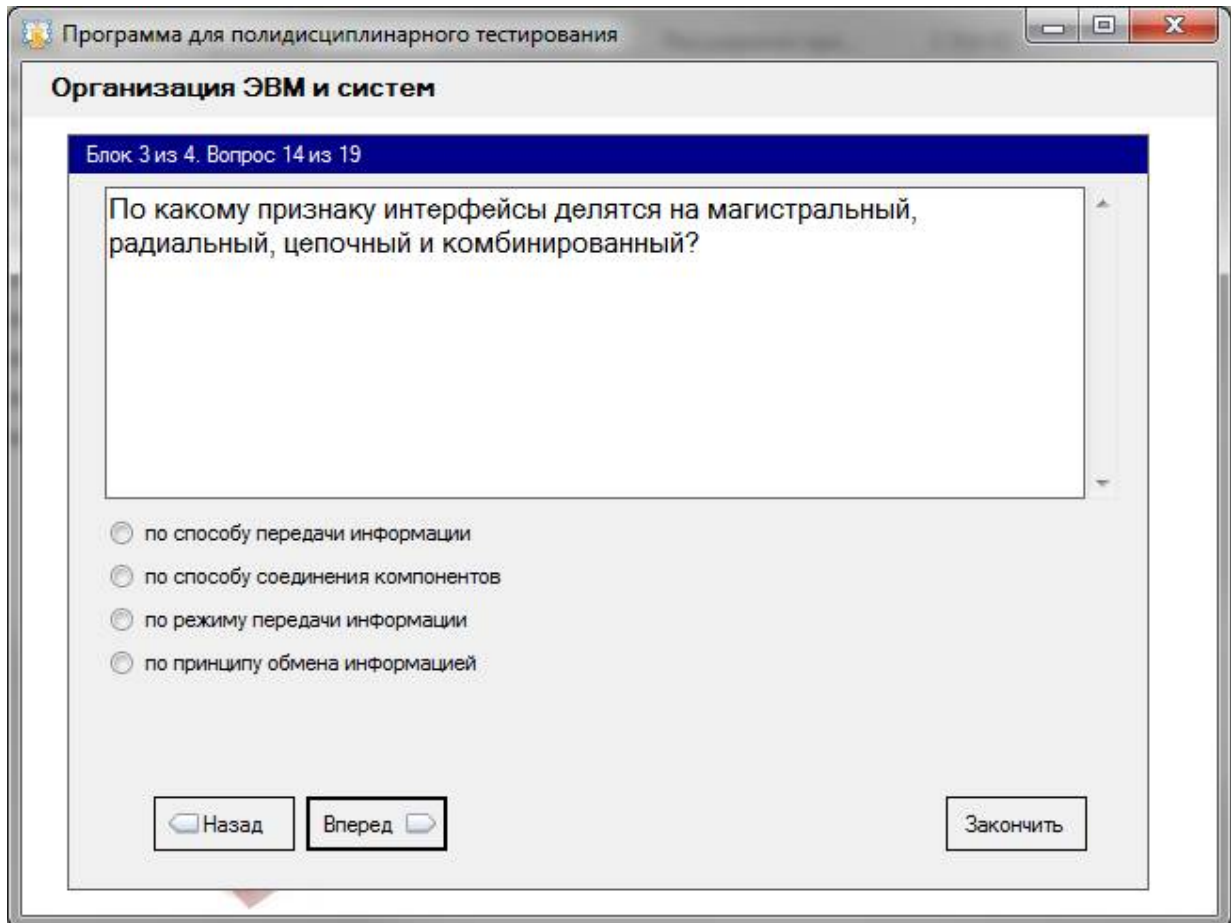 Программа для полидисциплинарного тестирования
Организация ЭВМ и систем
Блок 3 из 4. Вопрос 14 из 19
По какому признаку интерфейсы делятся на магистральный,
радиальный, цепочный и комбинированный?
по способу передачи информации
по способу соединения компонентов
по режиму передачи информации
по принципу обмена информацией
Назад
Вперед
Закончить